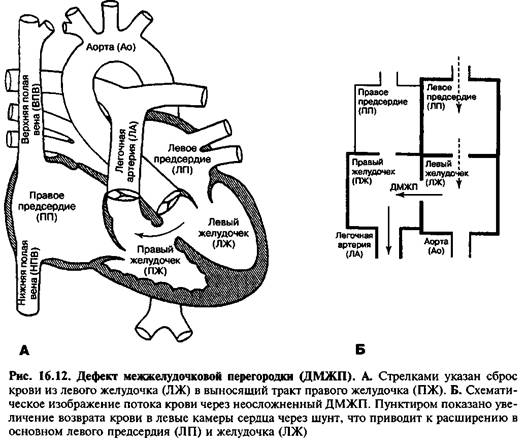 Аорта (Ао)
Верхняя полая
вена (ВПВ)
Легочная
артерия (ЛА)
Левое
предсердие
(ЛП)
Правое
предсердие
(ПП)
Левый
желудочек
(ЛЖ)
Правый
желудочек
(ПЖ)
Нижняя полая
вена (НПВ)
А
Правое
предсердие
(ПП)
Левое
предсердие
(ЛП)
Правый
желудочек
(ПЖ)
Левый
желудочек
(ЛЖ)
ДМЖП
Легочная
артерия
(ЛА)
Аорта
(Ао)
Б
Рис. 16.12. Дефект межжелудочковой перегородки (ДМЖП). А. Стрелками указан сброс
крови из левого желудочка (ЛЖ) в выносящий тракт правого желудочка (ПЖ). Б. Схемати-
ческое изображение потока крови через неосложненный ДМЖП. Пунктиром показано уве-
личение возврата крови в левые камеры сердца через шунт, что приводит к расширению в
основном левого предсердия (ЛП) и желудочка (ЛЖ)